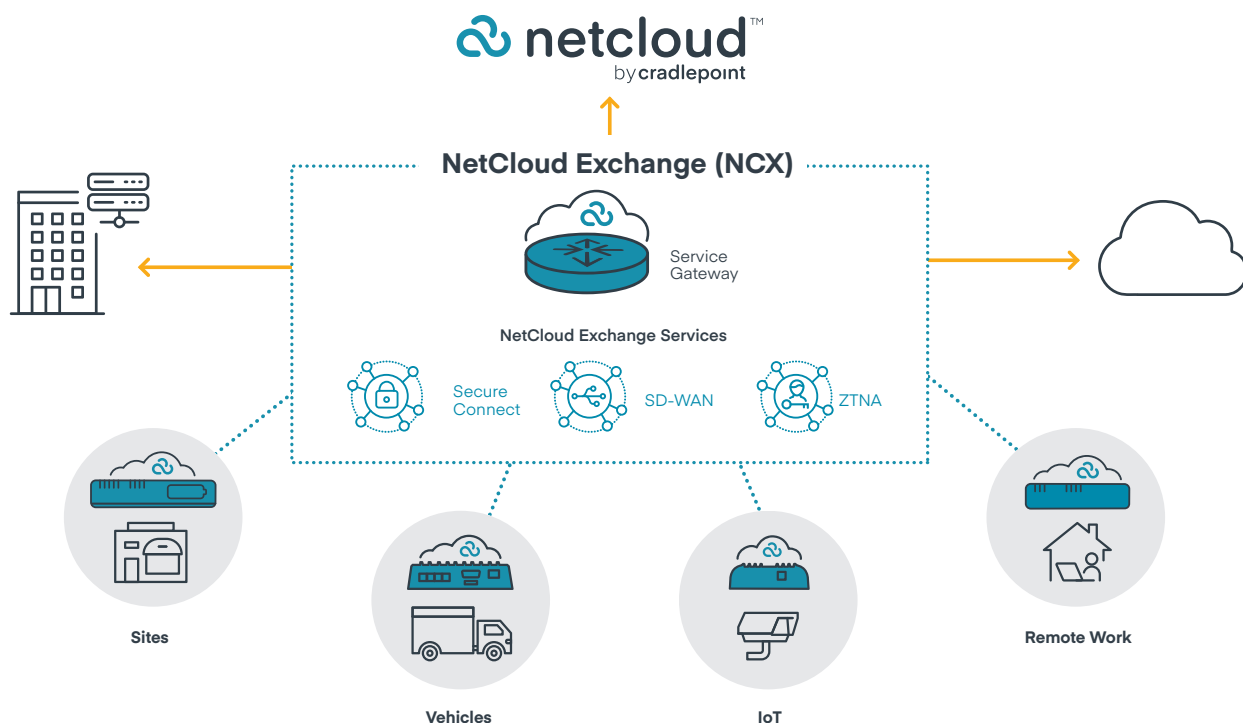 netcloud™
by cradlepoint
NetCloud Exchange (NCX)
Service
Gateway
NetCloud Exchange Services
Secure
Connect
SD-WAN
ZTNA
Sites
Vehicles
IoT
Remote Work